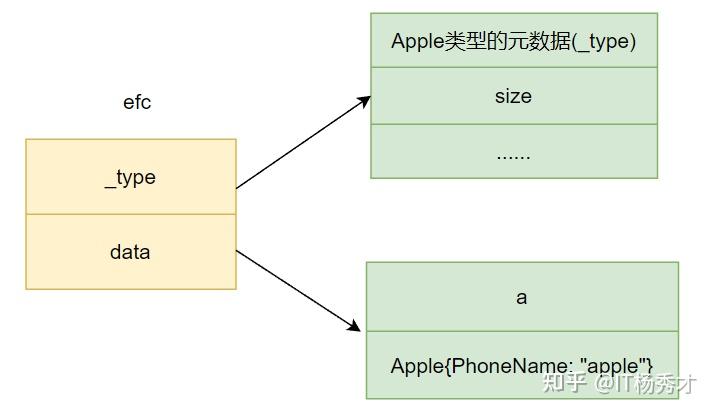 Apple类型的元数据(_type)
efc
size
_type
......
data
a
Apple{PhoneName: "apple"}
知乎 @IT杨秀才